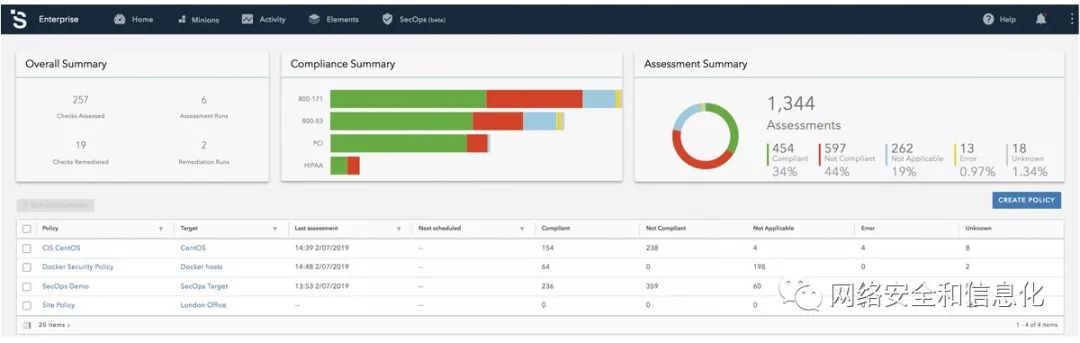 Enterprise Home Minions Activity Elements SecOps (beta) Help
Overall Summary
257 6
Checks Assessed Assessment Runs
19 2
Checks Remediated Remediation Runs
Compliance Summary
800-171
800-53
PCI
HIPAA
Assessment Summary
1,344
Assessments
454 597 262 13 18
Compliant Not Compliant Not Applicable Error Unknown
34% 44% 19% 0.97% 1.34%
RUN ASSESSMENT CREATE POLICY
Policy Target Last assessment Next scheduled Compliant Not Compliant Not Applicable Error Unknown
CIS CentOS CentOS 14:39 2/07/2019 -- 154 238 4 4 8
Docker Security Policy Docker hosts 14:48 2/07/2019 -- 64 0 198 0 2
SecOps Demo SecOps Target 13:53 2/07/2019 -- 236 359 60
Site Policy London Office -- -- 0 0 0
网络安全和信息化
20 items 1 - 4 of 4 items